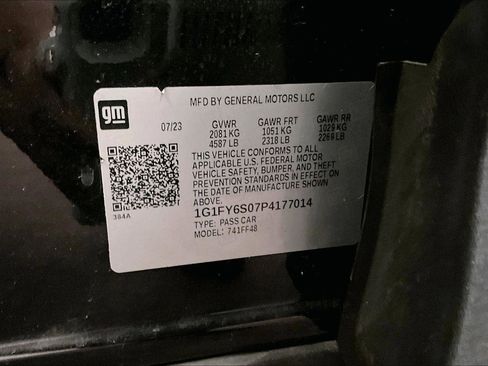 gm
MFD BY GENERAL MOTORS LLC
07/23 GVWR GAWR FRT GAWR RR
2081 KG 1051 KG 1029 KG
4587 LB 2318 LB 2269 LB
THIS VEHICLE CONFORMS TO ALL
APPLICABLE U.S. FEDERAL MOTOR
VEHICLE SAFETY, BUMPER, AND THEFT
PREVENTION STANDARDS IN EFFECT ON
THE DATE OF MANUFACTURE SHOWN
ABOVE.
1G1FY6S07P4177014
TYPE: PASS CAR
MODEL: 741FF48
384A